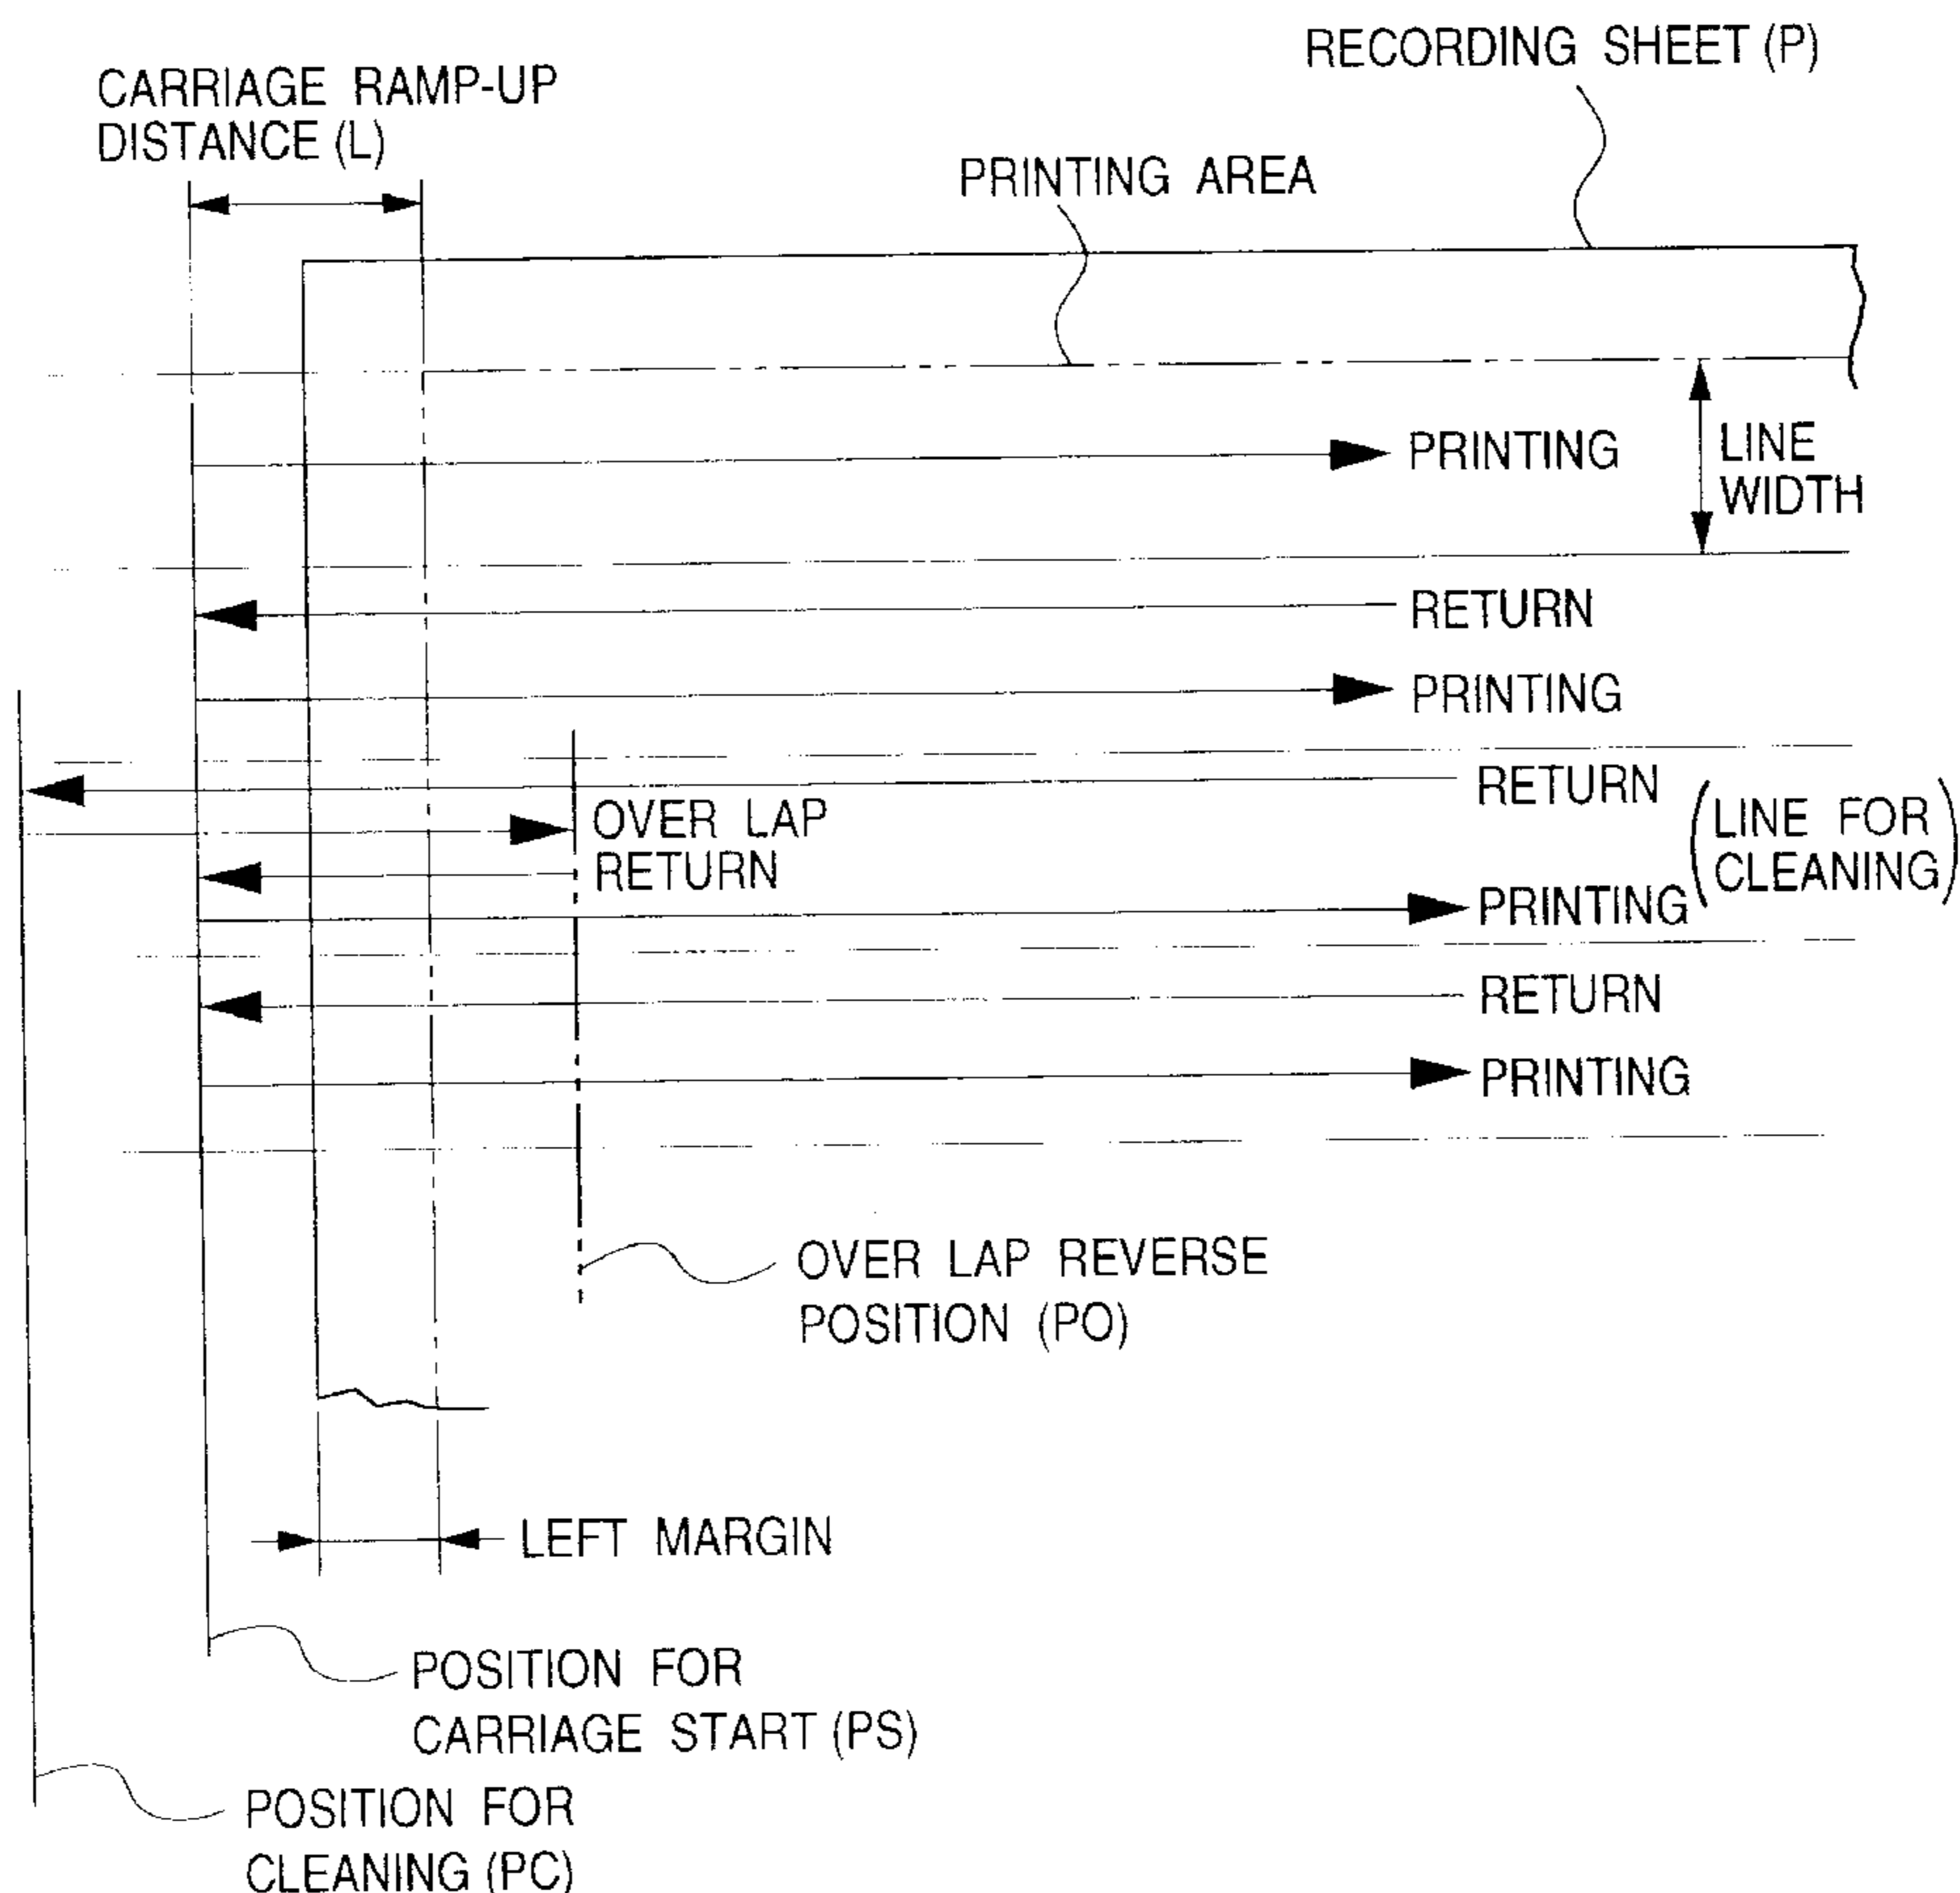 RECORDING SHEET (P)
CARRIAGE RAMP-UP
DISTANCE (L)
PRINTING AREA
PRINTING
LINE
WIDTH
RETURN
PRINTING
RETURN
OVER LAP
RETURN
(LINE FOR
CLEANING)
PRINTING
RETURN
PRINTING
OVER LAP REVERSE
POSITION (PO)
LEFT MARGIN
POSITION FOR
CARRIAGE START (PS)
POSITION FOR
CLEANING (PC)